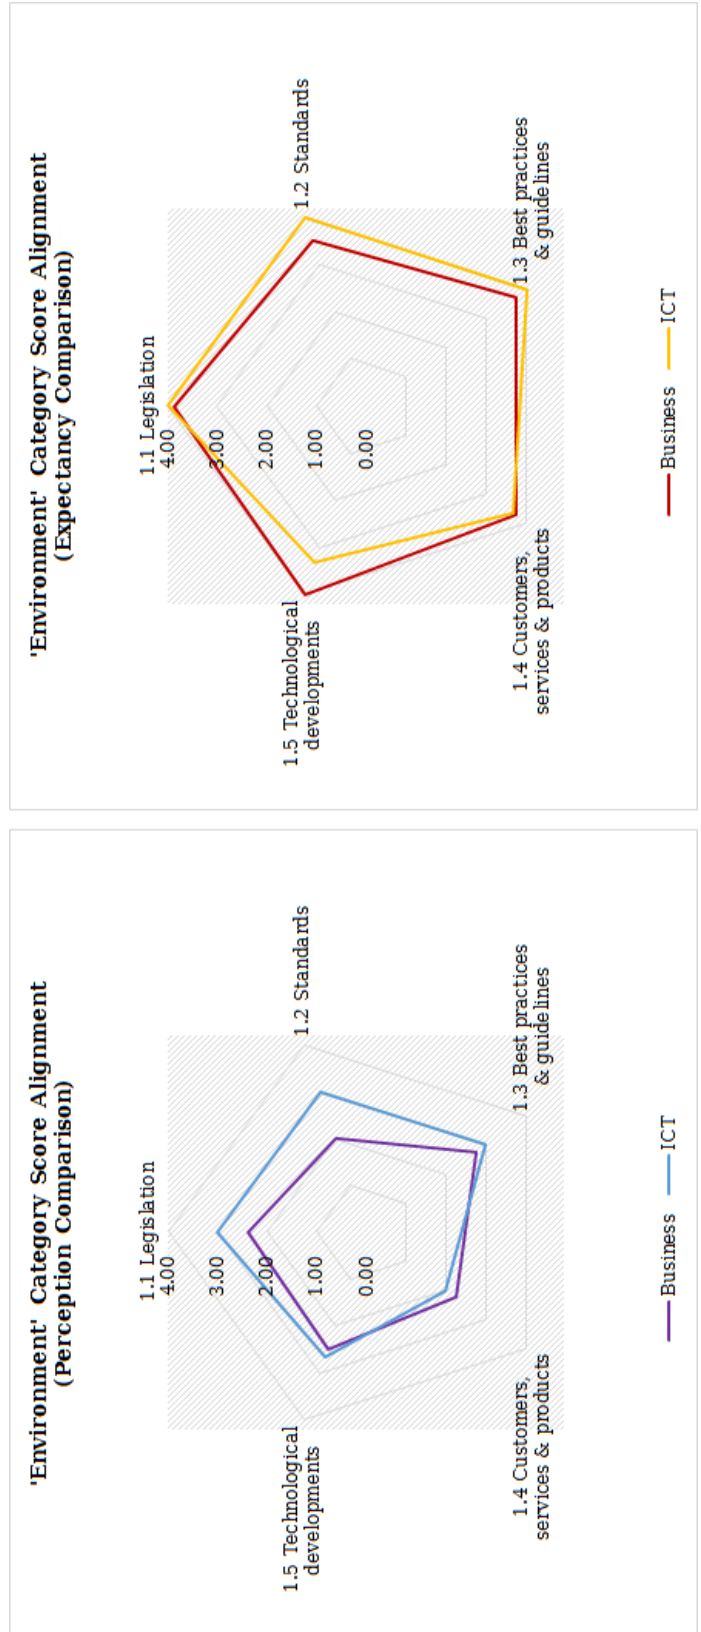 'Environment' Category Score Alignment
(Perception Comparison)
1.1 Legislation
4.00
3.00
2.00
1.00
0.00
1.2 Standards
1.3 Best practices
& guidelines
1.4 Customers,
services & products
1.5 Technological
developments
Business
ICT
'Environment' Category Score Alignment
(Expectancy Comparison)
1.1 Legislation
4.00
3.00
2.00
1.00
0.00
1.2 Standards
1.3 Best practices
& guidelines
1.4 Customers,
services & products
1.5 Technological
developments
Business
ICT